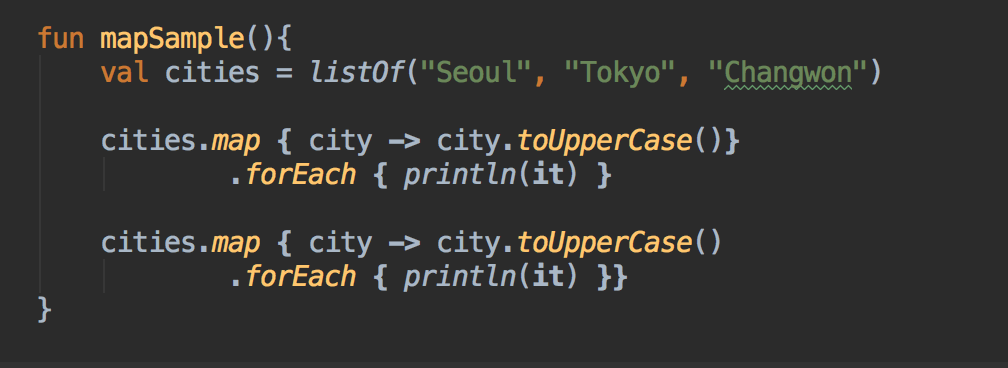 fun mapSample(){
val cities = listOf("Seoul", "Tokyo", "Changwon")
cities.map { city -> city.toUpperCase()}
.forEach { println(it) }
cities.map { city -> city.toUpperCase()
.forEach { println(it) }}
}